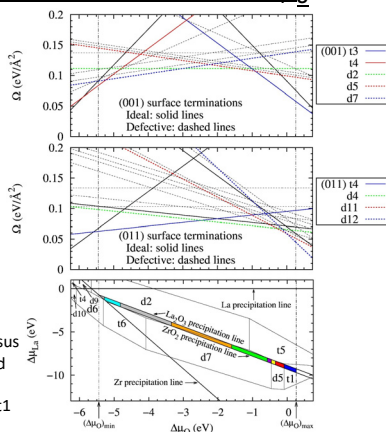 0.2
0.15
0.1
0.05
0
Ω (eV/Å²)
(001) surface terminations
Ideal: solid lines
Defective: dashed lines
(001) t3
t4
d2
d5
d7
0.2
0.15
0.1
0.05
0
Ω (eV/Å²)
(011) surface terminations
Ideal: solid lines
Defective: dashed lines
(011) t4
d4
d11
d12
0
−5
−10
Δμ_La (eV)
t4
d10
d9
d6
d2
t6
d7
t5
d5
t1
La precipitation line
La₂O₃ precipitation line
ZrO₂ precipitation line
Zr precipitation line
−6 −5 −4 −3 −2 −1 0
(Δμ_O)min
Δμ_O (eV)
(Δμ_O)max
t1